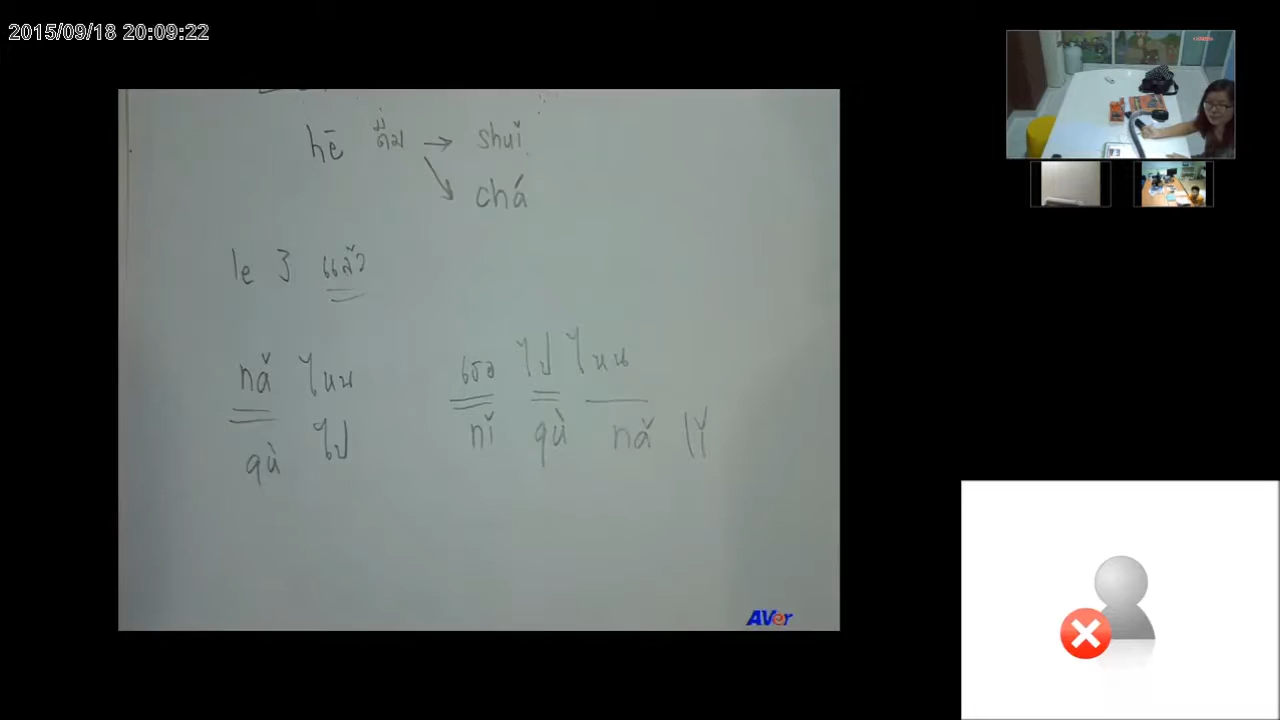 2015/09/18 20:09:22
hē ดื่ม → shuǐ
chá
le 3 แล้ว
nǎ ไหน
qù ไป
เธอ ไป ไหน
nǐ qù nǎ lǐ
AVer